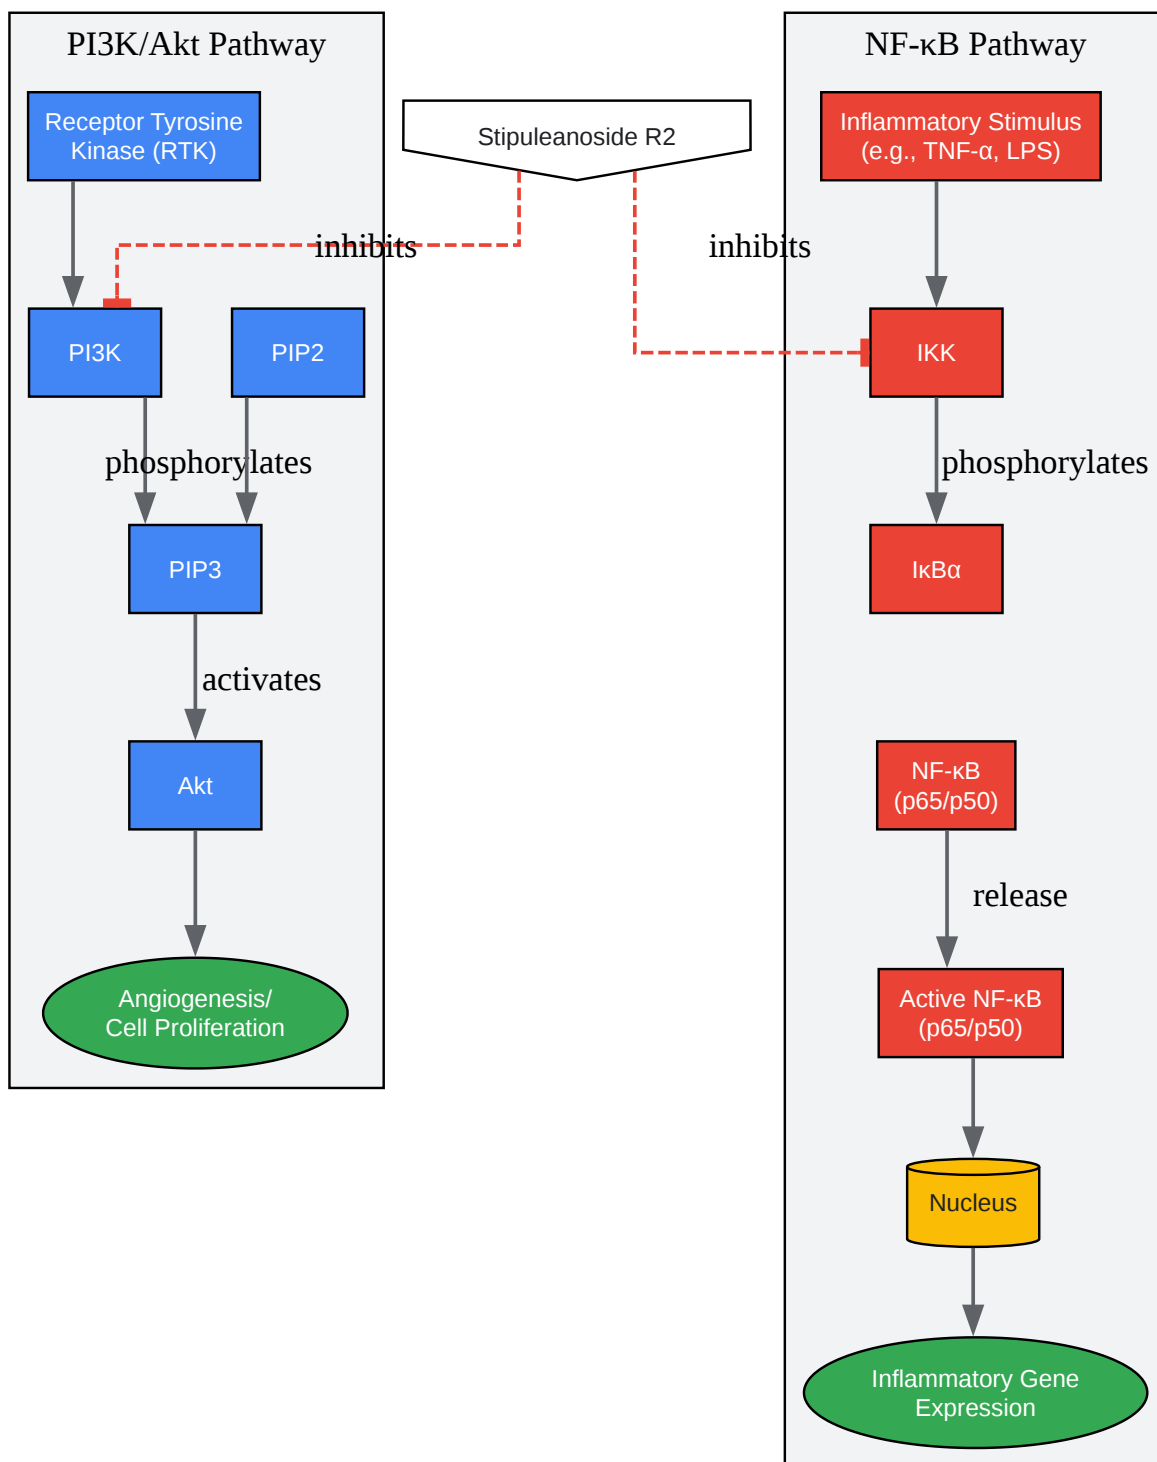 PI3K/Akt Pathway
Receptor Tyrosine
Kinase (RTK)
inhibits
PI3K
PIP2
phosphorylates
PIP3
activates
Akt
Angiogenesis/
Cell Proliferation
Stipuleanoside R2
NF-κB Pathway
Inflammatory Stimulus
(e.g., TNF-α, LPS)
inhibits
IKK
phosphorylates
IκBα
NF-κB
(p65/p50)
release
Active NF-κB
(p65/p50)
Nucleus
Inflammatory Gene
Expression